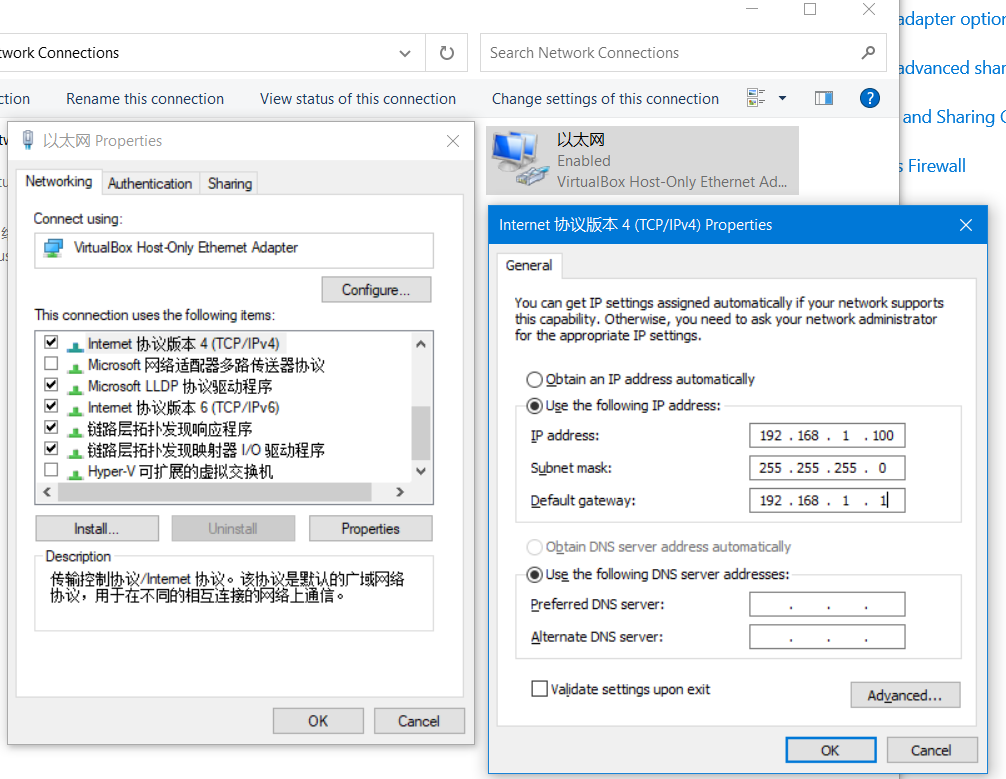 twork Connections
Search Network Connections
ction
Rename this connection
View status of this connection
Change settings of this connection
adapter option
advanced shar
and Sharing C
s Firewall
以太网
Enabled
VirtualBox Host-Only Ethernet Ad...
以太网 Properties
Networking
Authentication
Sharing
Connect using:
VirtualBox Host-Only Ethernet Adapter
Configure...
This connection uses the following items:
Internet 协议版本 4 (TCP/IPv4)
Microsoft 网络适配器多路传送器协议
Microsoft LLDP 协议驱动程序
Internet 协议版本 6 (TCP/IPv6)
链路层拓扑发现响应程序
链路层拓扑发现映射器 I/O 驱动程序
Hyper-V 可扩展的虚拟交换机
Install...
Uninstall
Properties
Description
传输控制协议/Internet 协议。该协议是默认的广域网络
协议，用于在不同的相互连接的网络上通信。
OK
Cancel
Internet 协议版本 4 (TCP/IPv4) Properties
General
You can get IP settings assigned automatically if your network supports
this capability. Otherwise, you need to ask your network administrator
for the appropriate IP settings.
Obtain an IP address automatically
Use the following IP address:
IP address:
192 . 168 . 1 . 100
Subnet mask:
255 . 255 . 255 . 0
Default gateway:
192 . 168 . 1 . 1
Obtain DNS server address automatically
Use the following DNS server addresses:
Preferred DNS server:
. . .
Alternate DNS server:
. . .
Validate settings upon exit
Advanced...
OK
Cancel